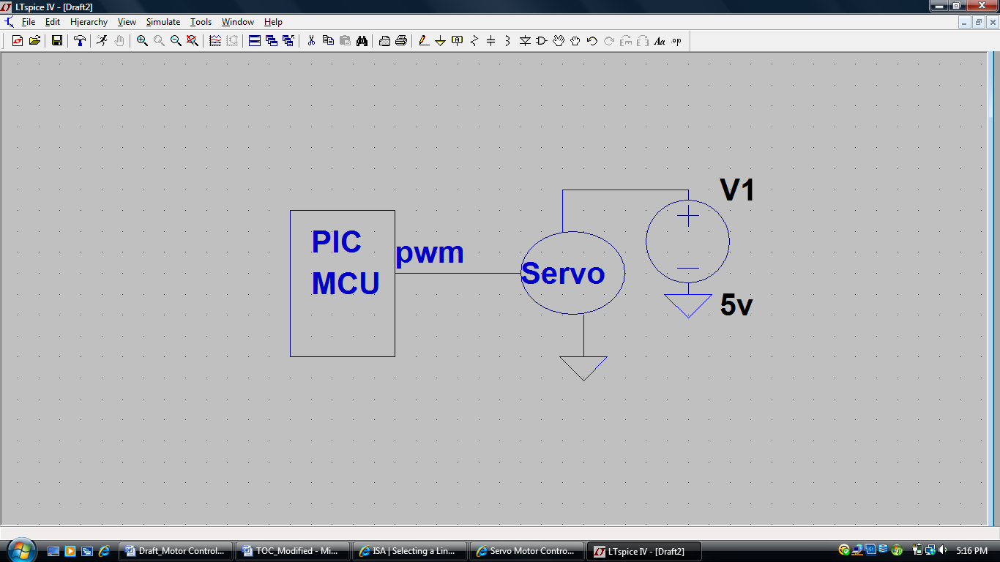 LTspice IV - [Draft2]
File Edit Hierarchy View Simulate Tools Window Help
Aa .op
V1
PIC
pwm
Servo
MCU
5v
Draft_Motor Control... TOC_Modified - Mi... ISA | Selecting a Lin... Servo Motor Contro... LTspice IV - [Draft2] 5:16 PM